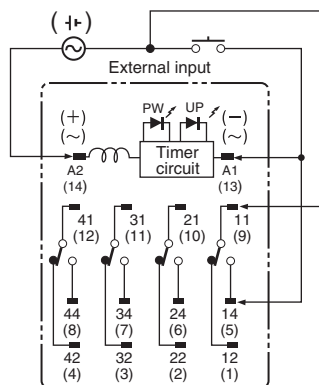 External input
PW UP
(+) (−)
(~) (~)
Timer
circuit
A2 A1
(14) (13)
41 31 21 11
(12) (11) (10) (9)
44 34 24 14
(8) (7) (6) (5)
42 32 22 12
(4) (3) (2) (1)